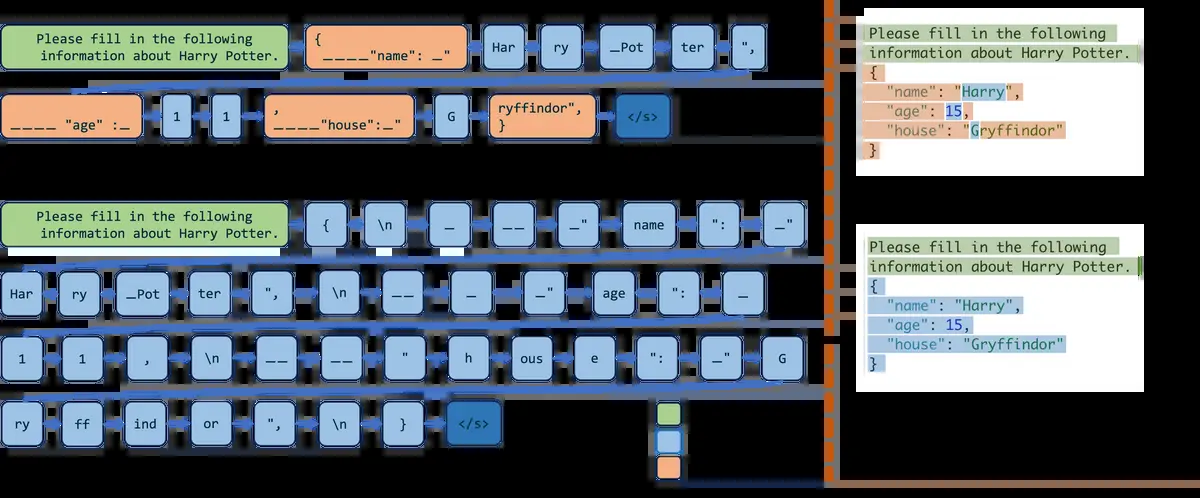 Please fill in the following
information about Harry Potter.
{
____"name": _"
Har ry _Pot ter ",
____ "age" :_
1 1
,
____"house":_"
G
ryffindor",
}
</s>
Please fill in the following
information about Harry Potter.
{ \n _ __ _" name ": _"
Har ry _Pot ter ", \n __ _ _" age ": _
1 1 , \n __ __ " h ous e ": _" G
ry ff ind or ", \n } </s>
Please fill in the following
information about Harry Potter.
{
"name": "Harry",
"age": 15,
"house": "Gryffindor"
}
Please fill in the following
information about Harry Potter.
{
"name": "Harry",
"age": 15,
"house": "Gryffindor"
}